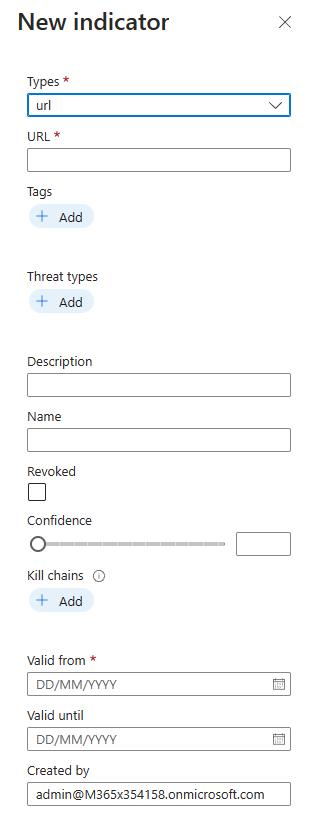 New indicator
Types *
url
URL *
Tags
+ Add
Threat types
+ Add
Description
Name
Revoked
Confidence
Kill chains
+ Add
Valid from *
DD/MM/YYYY
Valid until
DD/MM/YYYY
Created by
admin@M365x354158.onmicrosoft.com